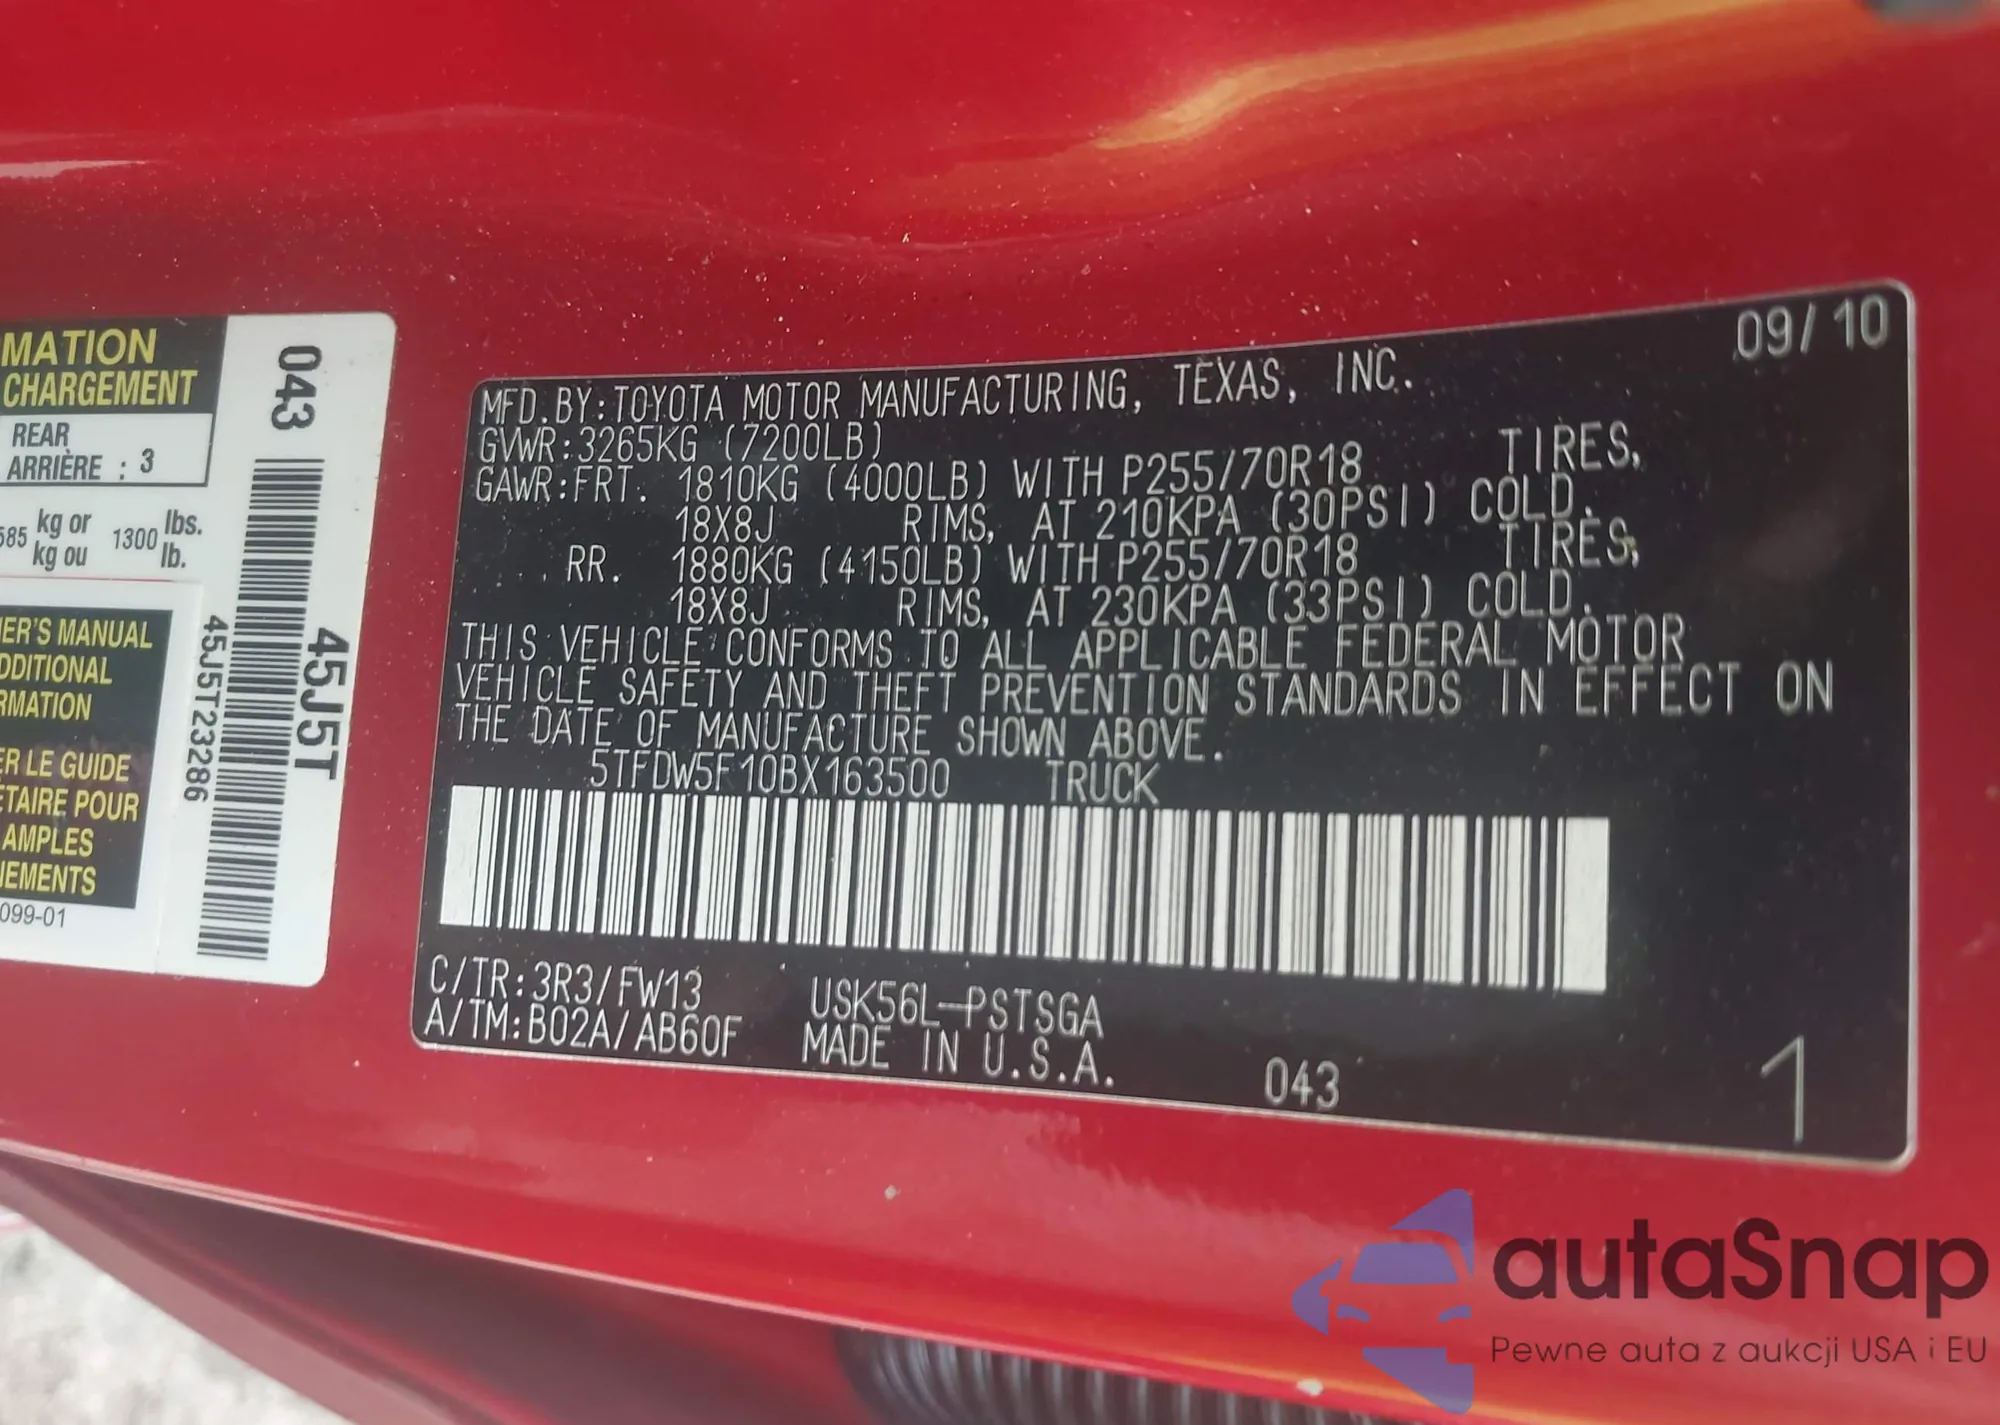 MATION
CHARGEMENT
REAR
ARRIÈRE : 3
585 kg or
kg ou
1300 lbs.
lb.
ER'S MANUAL
DDITIONAL
RMATION
ER LE GUIDE
ETAIRE POUR
AMPLES
NEMENTS
099-01
043
45J5T
45J5T23286
09/10
MFD.BY:TOYOTA MOTOR MANUFACTURING, TEXAS, INC.
GVWR:3265KG (7200LB)
GAWR:FRT. 1810KG (4000LB) WITH P255/70R18 TIRES,
18X8J RIMS, AT 210KPA (30PSI) COLD.
RR. 1880KG (4150LB) WITH P255/70R18 TIRES,
18X8J RIMS, AT 230KPA (33PSI) COLD.
THIS VEHICLE CONFORMS TO ALL APPLICABLE FEDERAL MOTOR
VEHICLE SAFETY AND THEFT PREVENTION STANDARDS IN EFFECT ON
THE DATE OF MANUFACTURE SHOWN ABOVE.
5TFDW5F10BX163500 TRUCK
C/TR:3R3/FW13 USK56L-PSTSGA
A/TM:B02A/AB60F MADE IN U.S.A.
043
1
autaSnap
Pewne auta z aukcji USA i EU